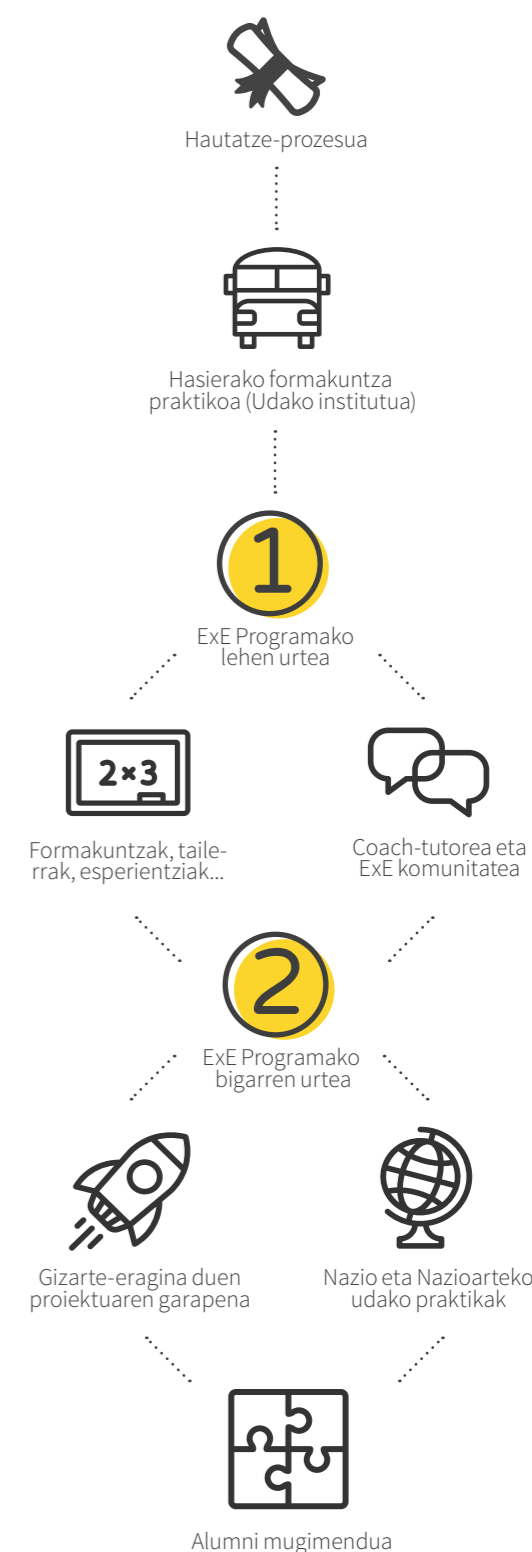 Hautatze-prozesua
Hasierako formakuntza
praktikoa (Udako institutua)
1
ExE Programako
lehen urtea
2×3
Formakuntzak, taile-
rrak, esperientziak...
Coach-tutorea eta
ExE komunitatea
2
ExE Programako
bigarren urtea
Gizarte-eragina duen
proiektuaren garapena
Nazio eta Nazioarteko
udako praktikak
Alumni mugimendua